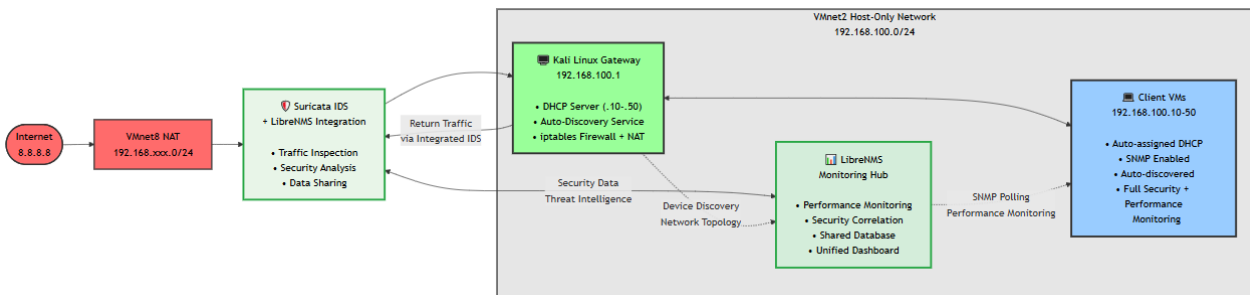 VMnet2 Host-Only Network
192.168.100.0/24
Internet
8.8.8.8
VMnet8 NAT
192.168.xxx.0/24
Suricata IDS
+ LibreNMS Integration
• Traffic Inspection
• Security Analysis
• Data Sharing
Return Traffic
via Integrated IDS
Security Data
Threat Intelligence
Kali Linux Gateway
192.168.100.1
• DHCP Server (.10-.50)
• Auto-Discovery Service
• iptables Firewall + NAT
Device Discovery
Network Topology
LibreNMS
Monitoring Hub
• Performance Monitoring
• Security Correlation
• Shared Database
• Unified Dashboard
SNMP Polling
Performance Monitoring
Client VMs
192.168.100.10-50
• Auto-assigned DHCP
• SNMP Enabled
• Auto-discovered
• Full Security +
Performance
Monitoring